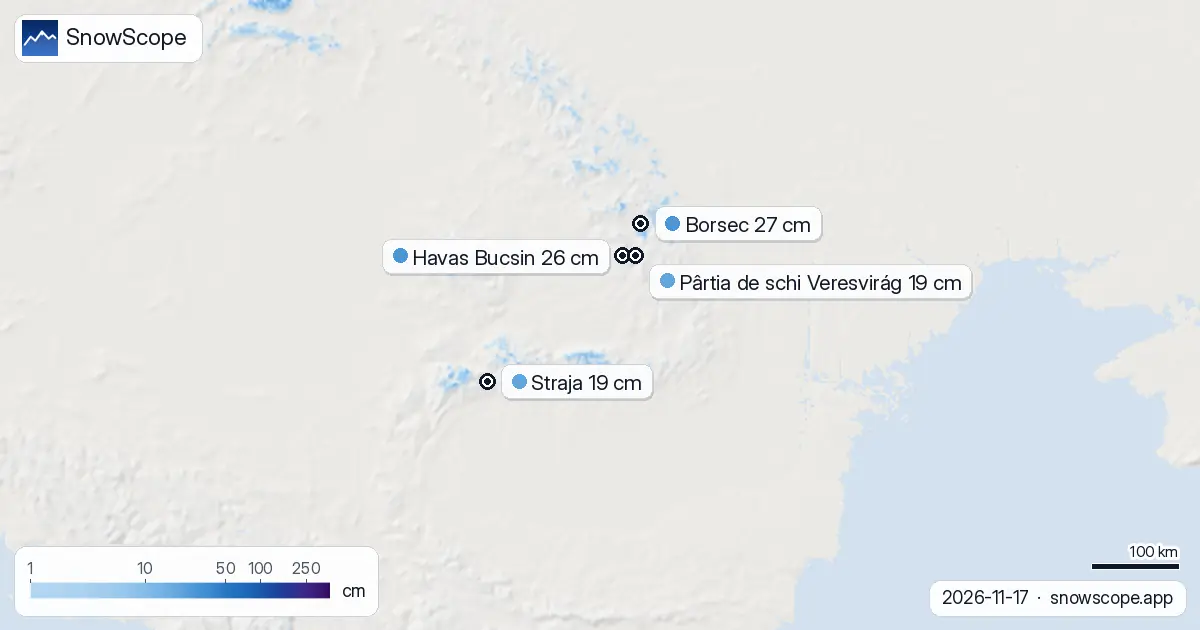 SnowScope
Borsec 27 cm
Havas Bucsin 26 cm
Pârtia de schi Veresvirág 19 cm
Straja 19 cm
1 10 50 100 250
cm
100 km
2026-11-17 · snowscope.app